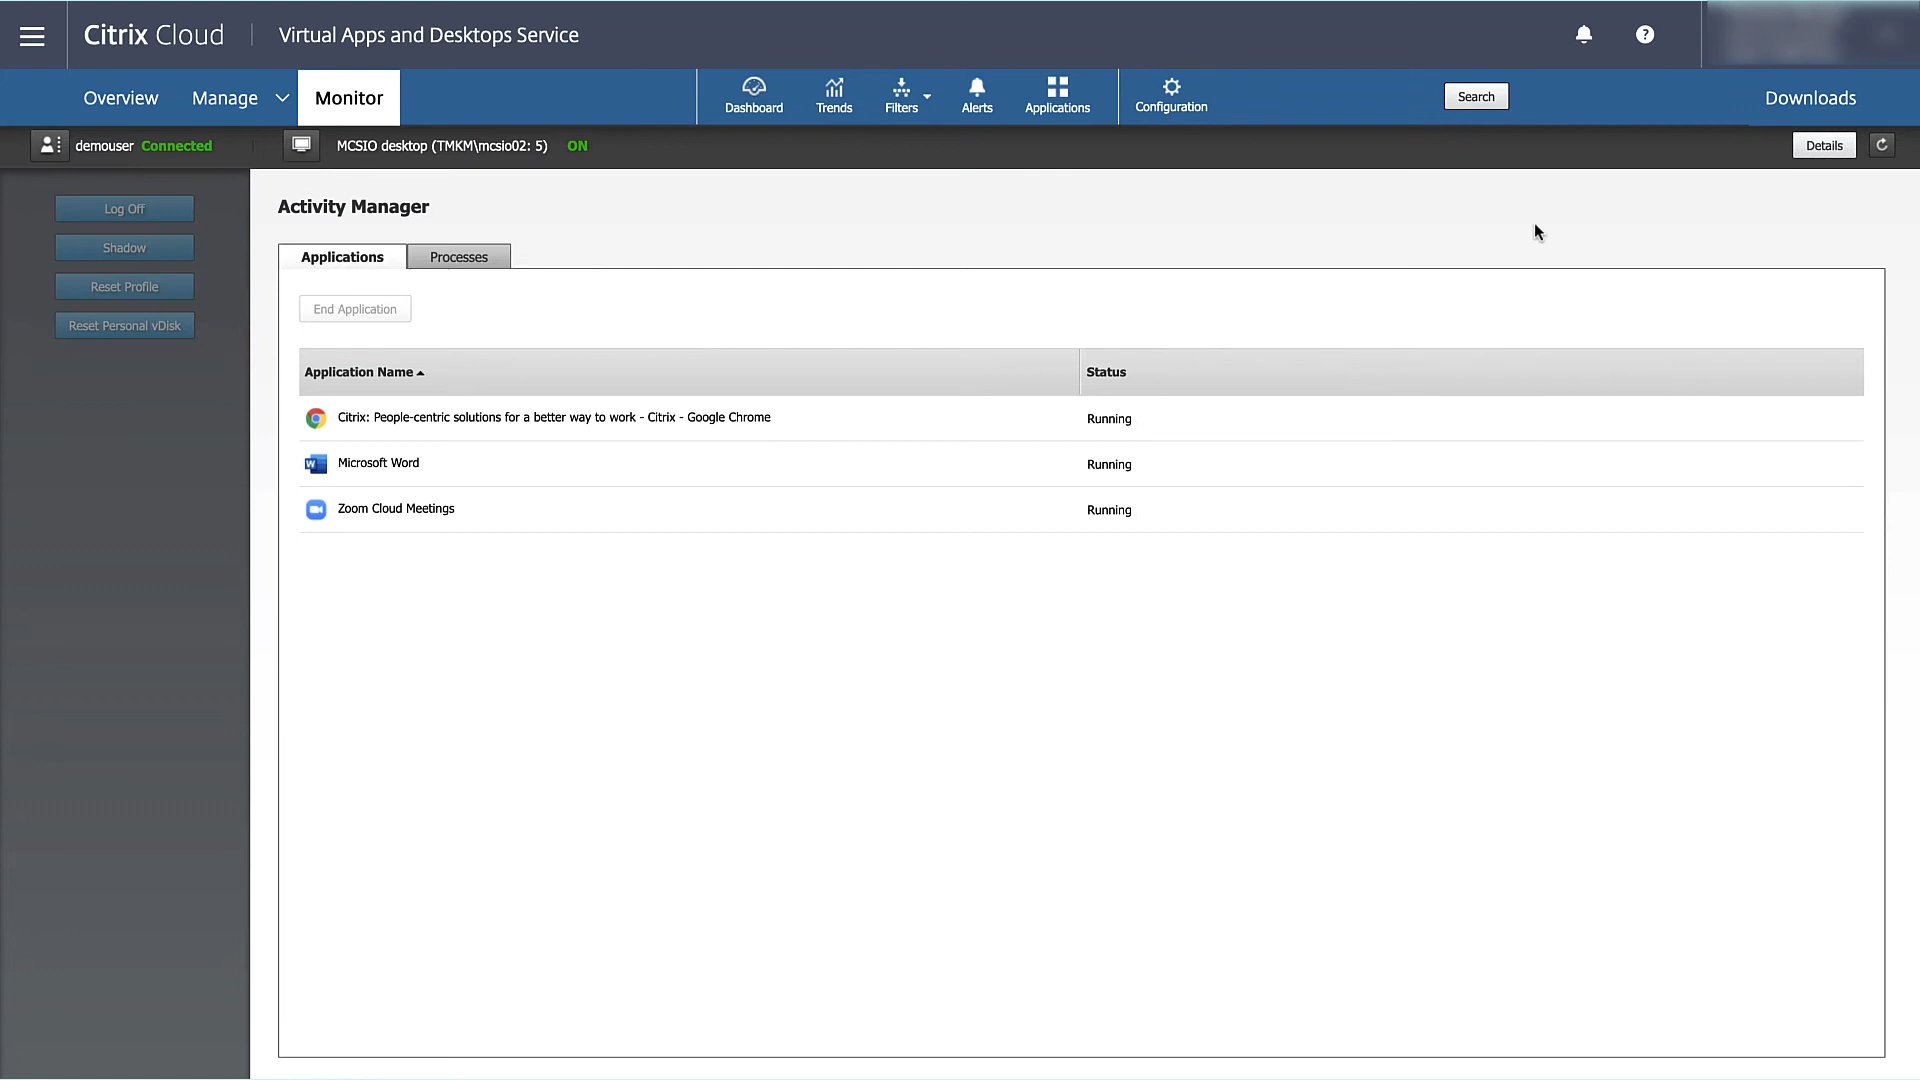 Citrix Cloud Virtual Apps and Desktops Service
Overview Manage Monitor Dashboard Trends Filters Alerts Applications Configuration Search Downloads
demouser Connected MCSIO desktop (TMKM\mcsio02: 5) ON Details
Log Off
Shadow
Reset Profile
Reset Personal vDisk
Activity Manager
Applications Processes
End Application
Application Name Status
Citrix: People-centric solutions for a better way to work - Citrix - Google Chrome Running
Microsoft Word Running
Zoom Cloud Meetings Running